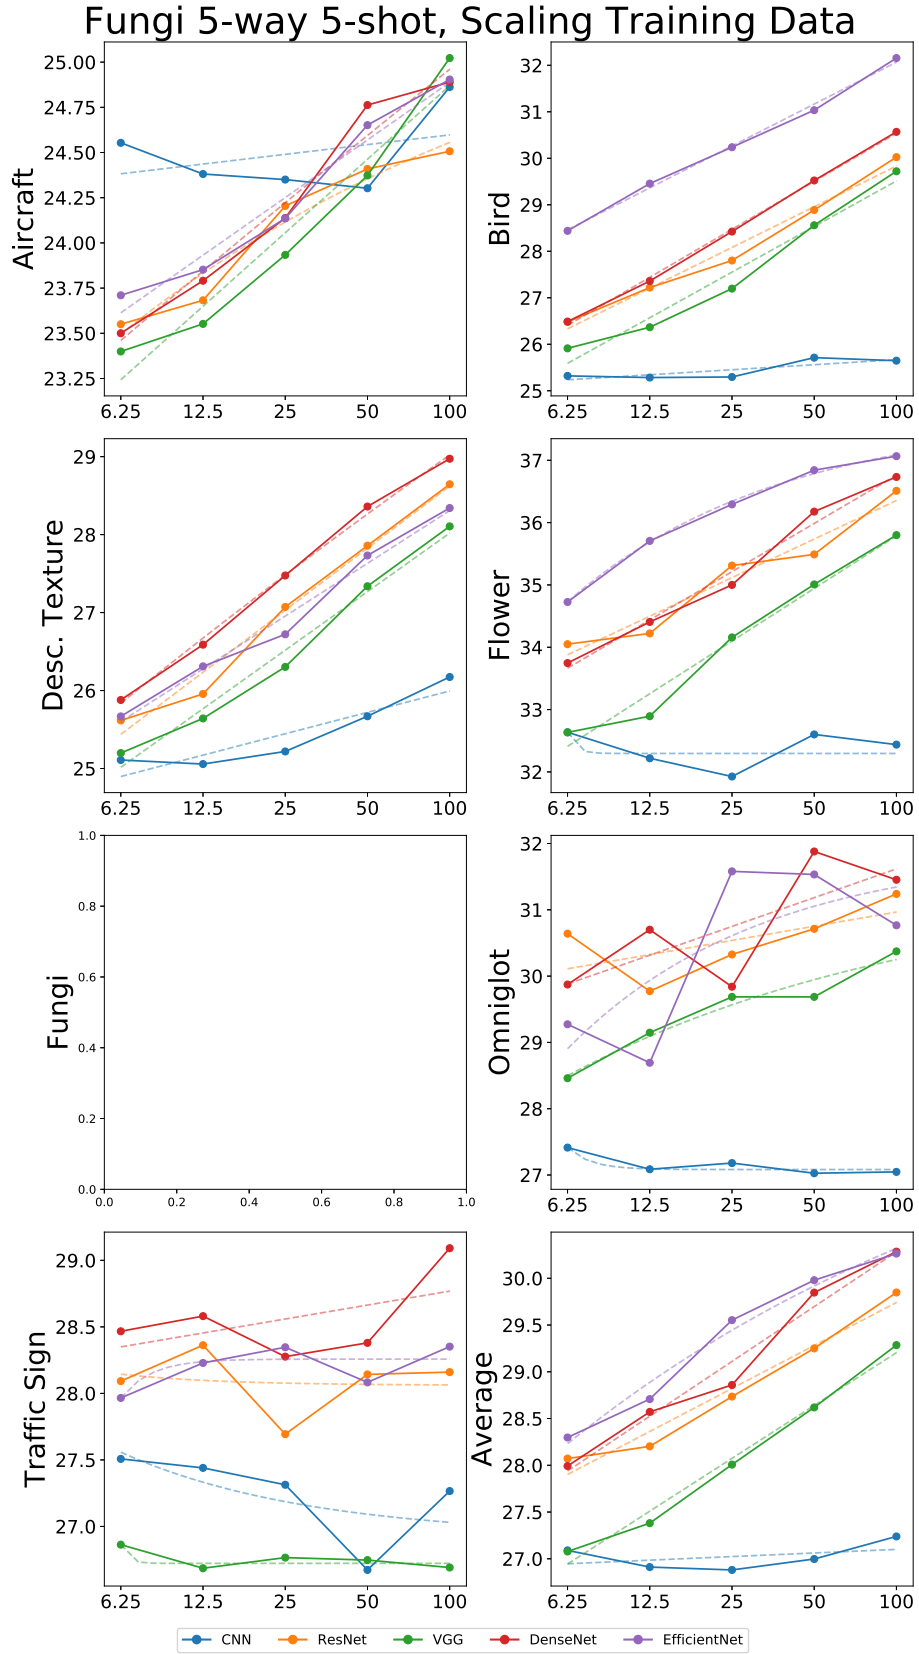 Fungi 5-way 5-shot, Scaling Training Data
Aircraft
25.00
24.75
24.50
24.25
24.00
23.75
23.50
23.25
6.25 12.5 25 50 100
Bird
32
31
30
29
28
27
26
25
6.25 12.5 25 50 100
Desc. Texture
29
28
27
26
25
6.25 12.5 25 50 100
Flower
37
36
35
34
33
32
6.25 12.5 25 50 100
Fungi
1.0
0.8
0.6
0.4
0.2
0.0
0.0 0.2 0.4 0.6 0.8 1.0
Omniglot
32
31
30
29
28
27
6.25 12.5 25 50 100
Traffic Sign
29.0
28.5
28.0
27.5
27.0
6.25 12.5 25 50 100
Average
30.0
29.5
29.0
28.5
28.0
27.5
27.0
6.25 12.5 25 50 100
CNN ResNet VGG DenseNet EfficientNet